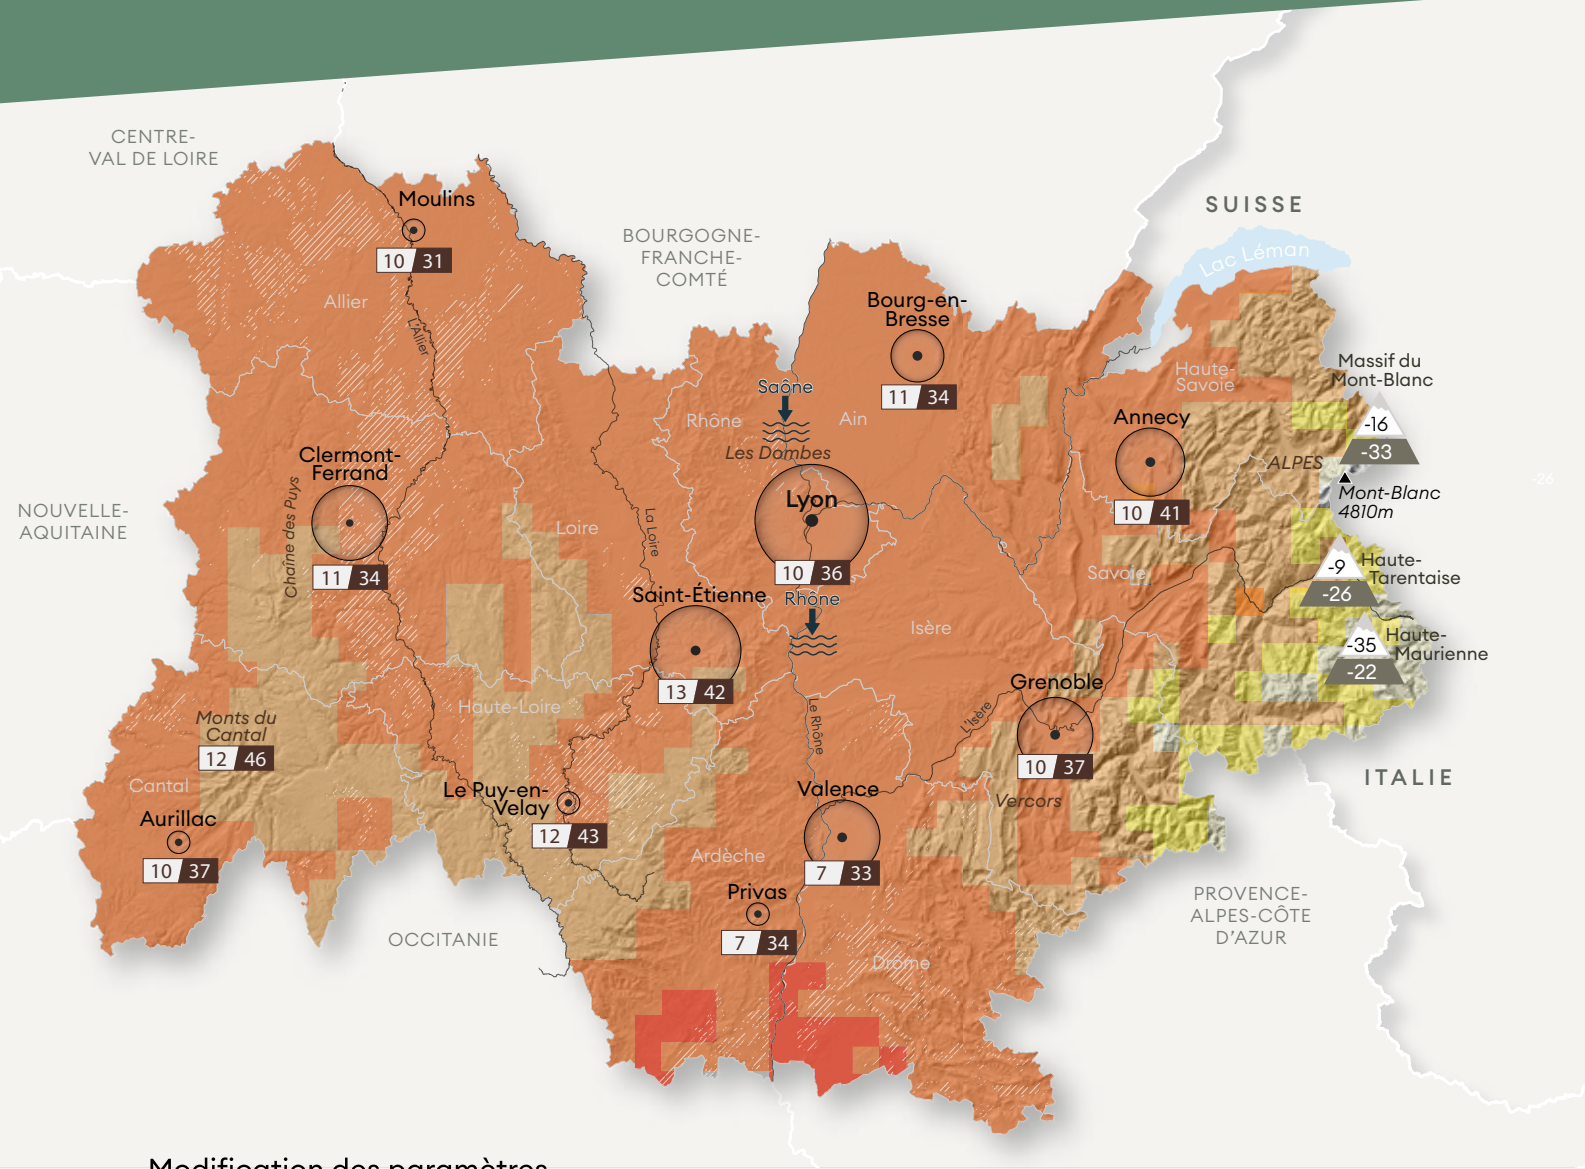 CENTRE-
VAL DE LOIRE
Moulins
10 31
Allier
L'Allier
BOURGOGNE-
FRANCHE-
COMTÉ
SUISSE
Lac Léman
Bourg-en-
Bresse
11 34
Saône
Rhône
Ain
Les Dombes
Haute-
Savoie
Massif du
Mont-Blanc
-16
-33
Annecy
10 41
ALPES
Mont-Blanc
4810m
-26
Clermont-
Ferrand
11 34
Chaîne des Puys
NOUVELLE-
AQUITAINE
Loire
La Loire
Lyon
10 36
Rhône
Saint-Étienne
13 42
Isère
Savoie
-9
-26
Haute-
Tarentaise
-35
-22
Haute-
Maurienne
Grenoble
10 37
L'Isère
Le Rhône
Haute-Loire
Monts du
Cantal
12 46
Cantal
Aurillac
10 37
Le Puy-en-
Velay
12 43
Valence
7 33
Vercors
ITALIE
Ardèche
Privas
7 34
Drôme
OCCITANIE
PROVENCE-
ALPES-CÔTE
D'AZUR
Modification des paramètres